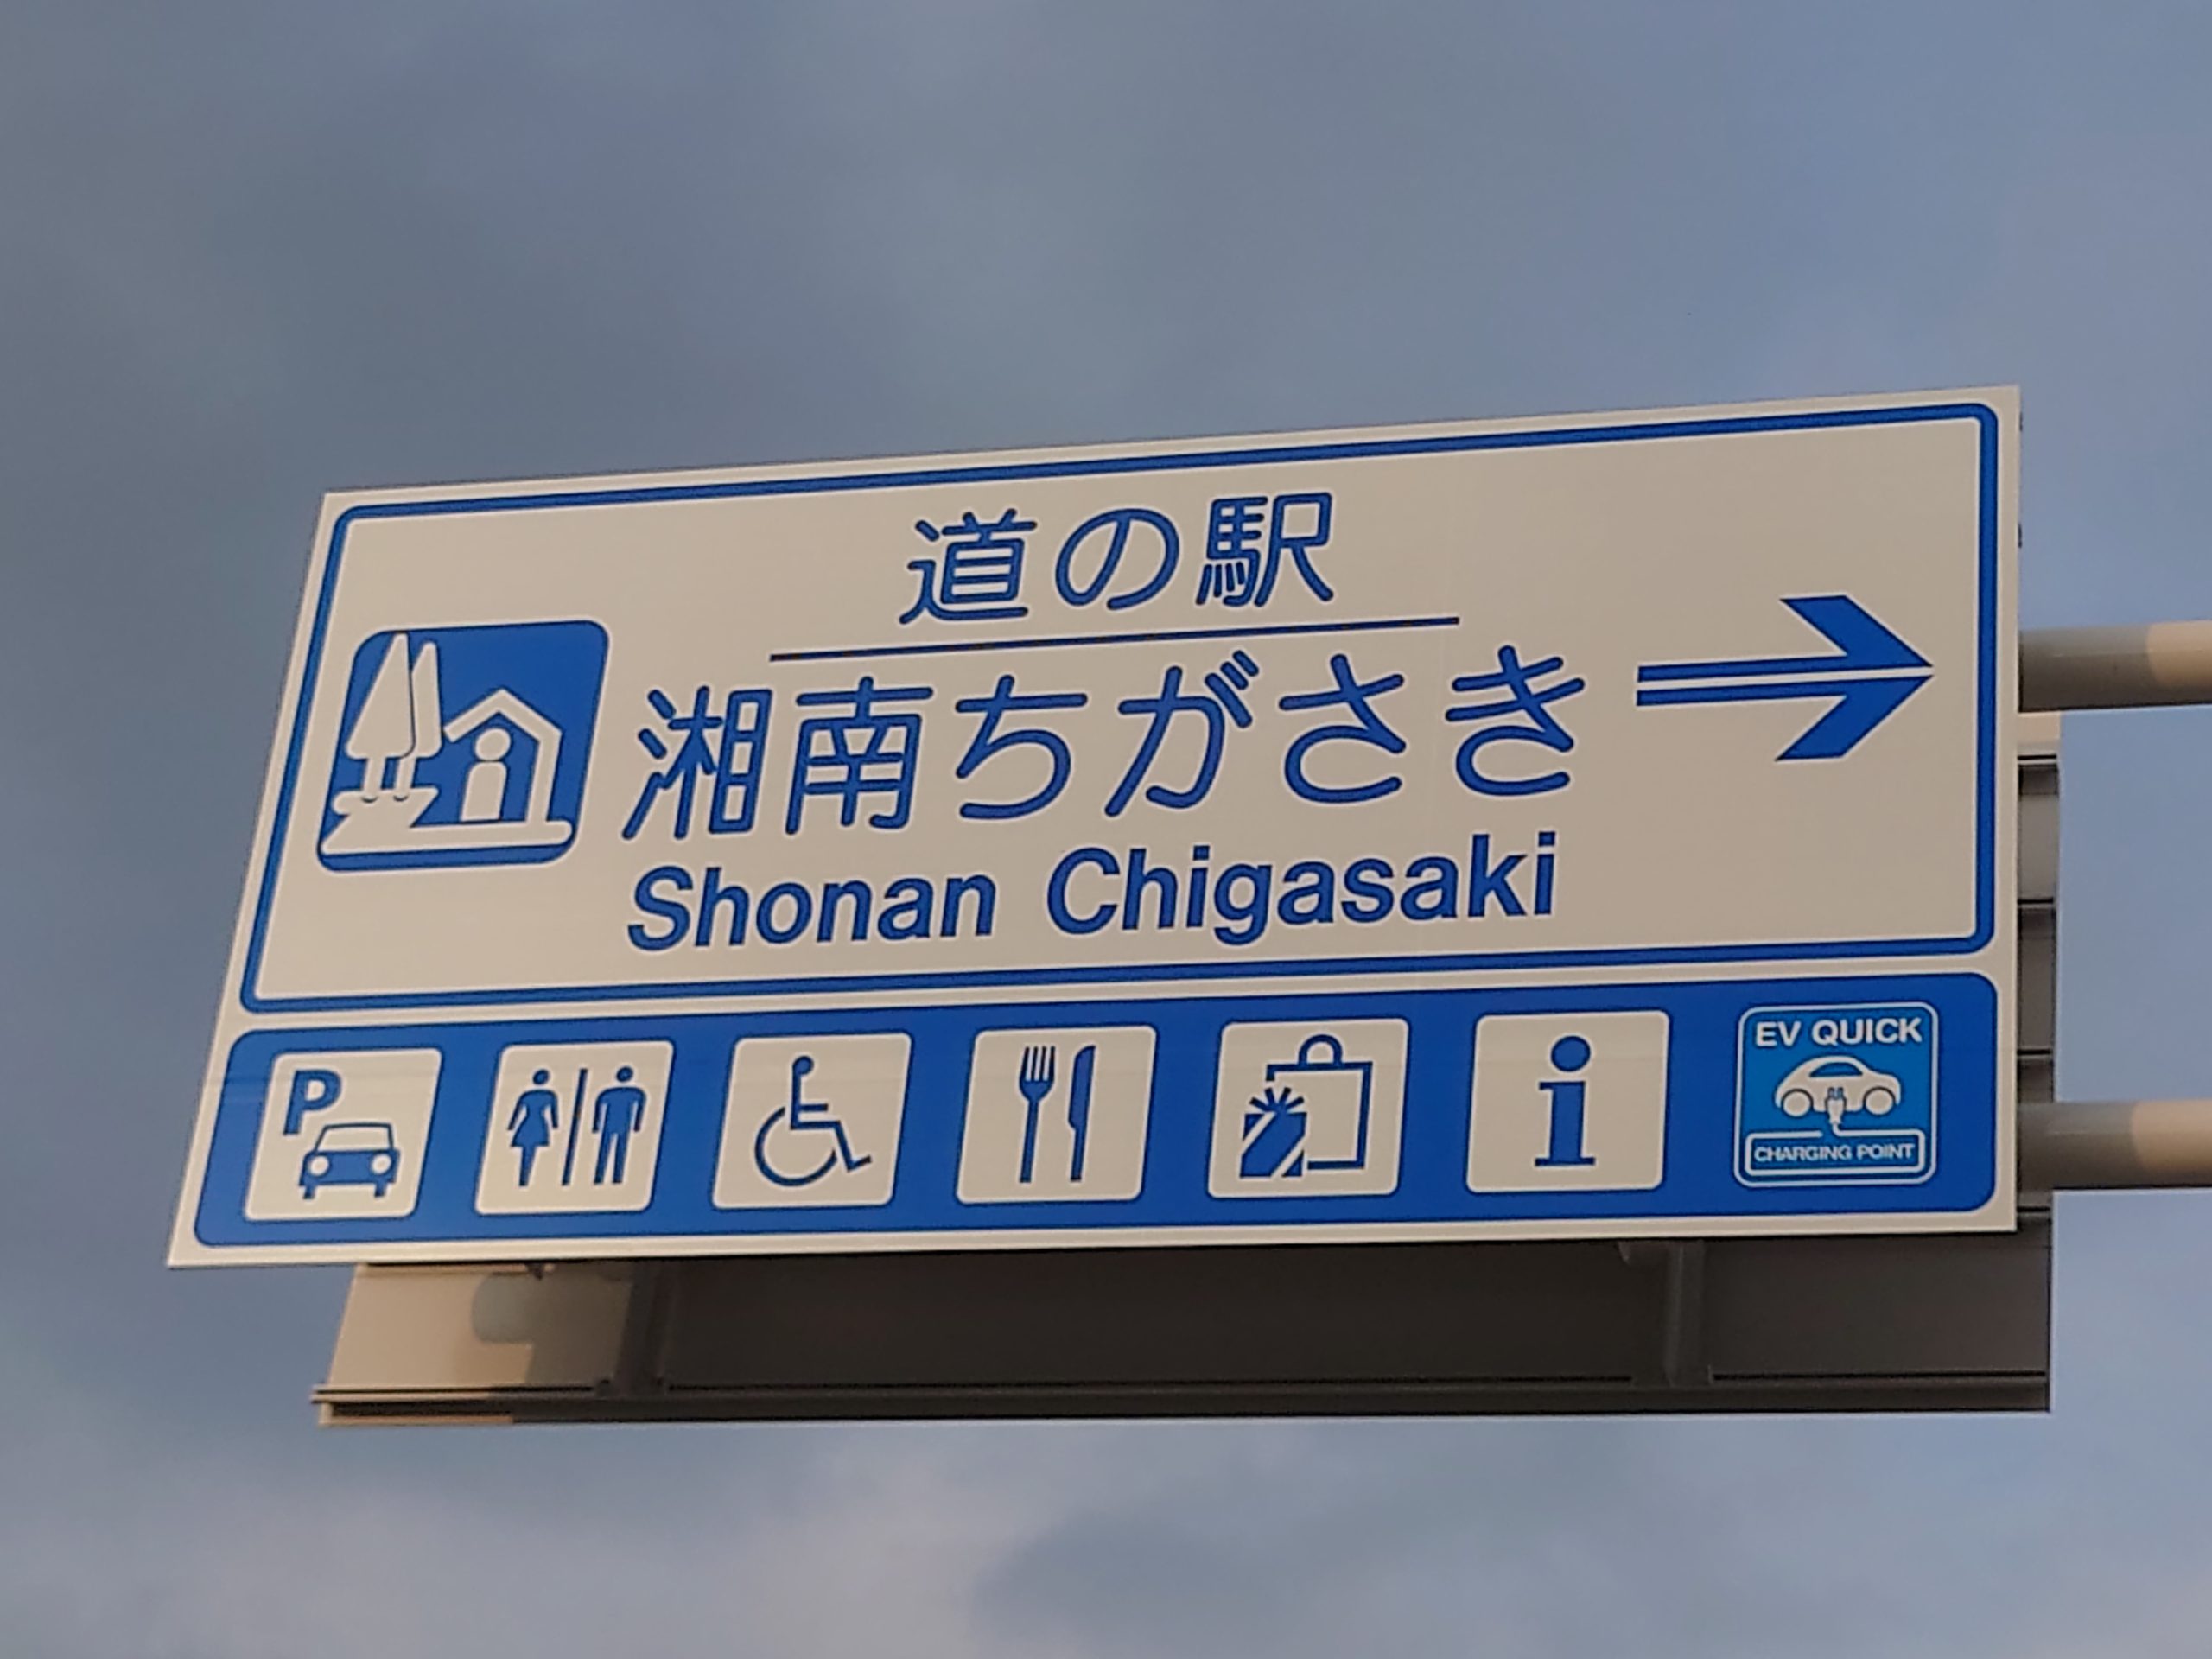 道の駅
湘南ちがさき
Shonan Chigasaki
P
i
EV QUICK
CHARGING POINT